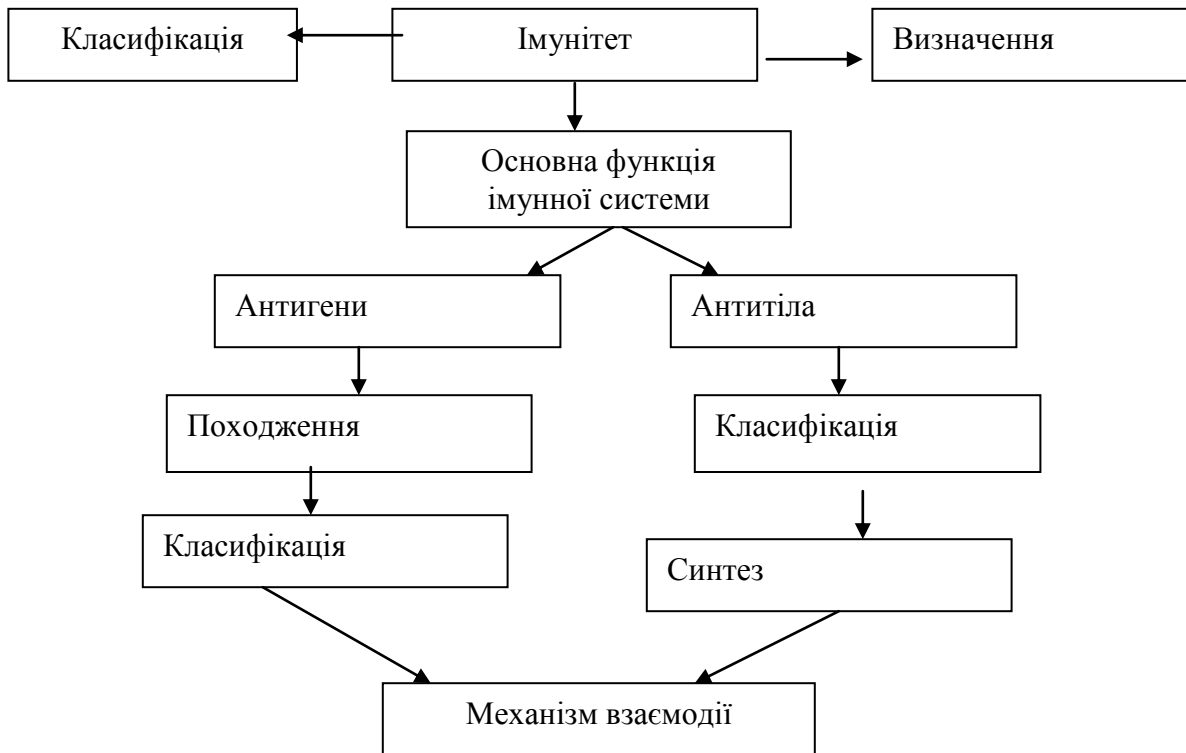 Класифікація
Імунітет
Визначення
Основна функція
імунної системи
Антигени
Антитіла
Походження
Класифікація
Класифікація
Синтез
Механізм взаємодії